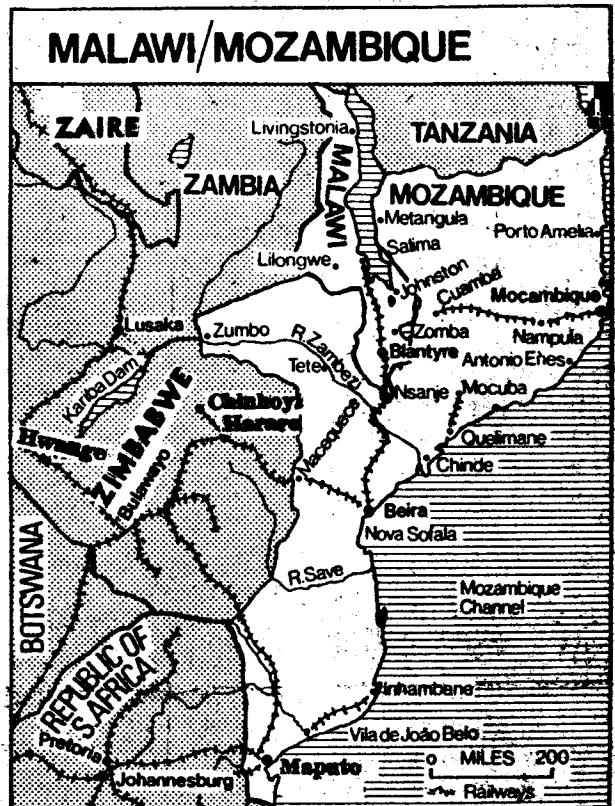 MALAWI/MOZAMBIQUE
ZAIRE
Livingstonia
TANZANIA
MALAWI
ZAMBIA
MOZAMBIQUE
Metangula
Porto Amelia
Salima
Lilongwe
Johnston
Cuamba
Mocambique
Lusaka
Zumbo
R.Zambezi
Zomba
Nampula
Blantyre
Antonio Enes
Tete
Kariba Dam
Nsanje
Mocuba
Chinhoyi
Harare
Macequece
Quelimane
Hwange
ZIMBABWE
Chinde
Bulawayo
Beira
Nova Sofala
BOTSWANA
R.Save
Mozambique
Channel
REPUBLIC OF
S.AFRICA
Inhambane
Vila de João Belo
Pretoria
Maputo
Johannesburg
0 MILES 200
Railways